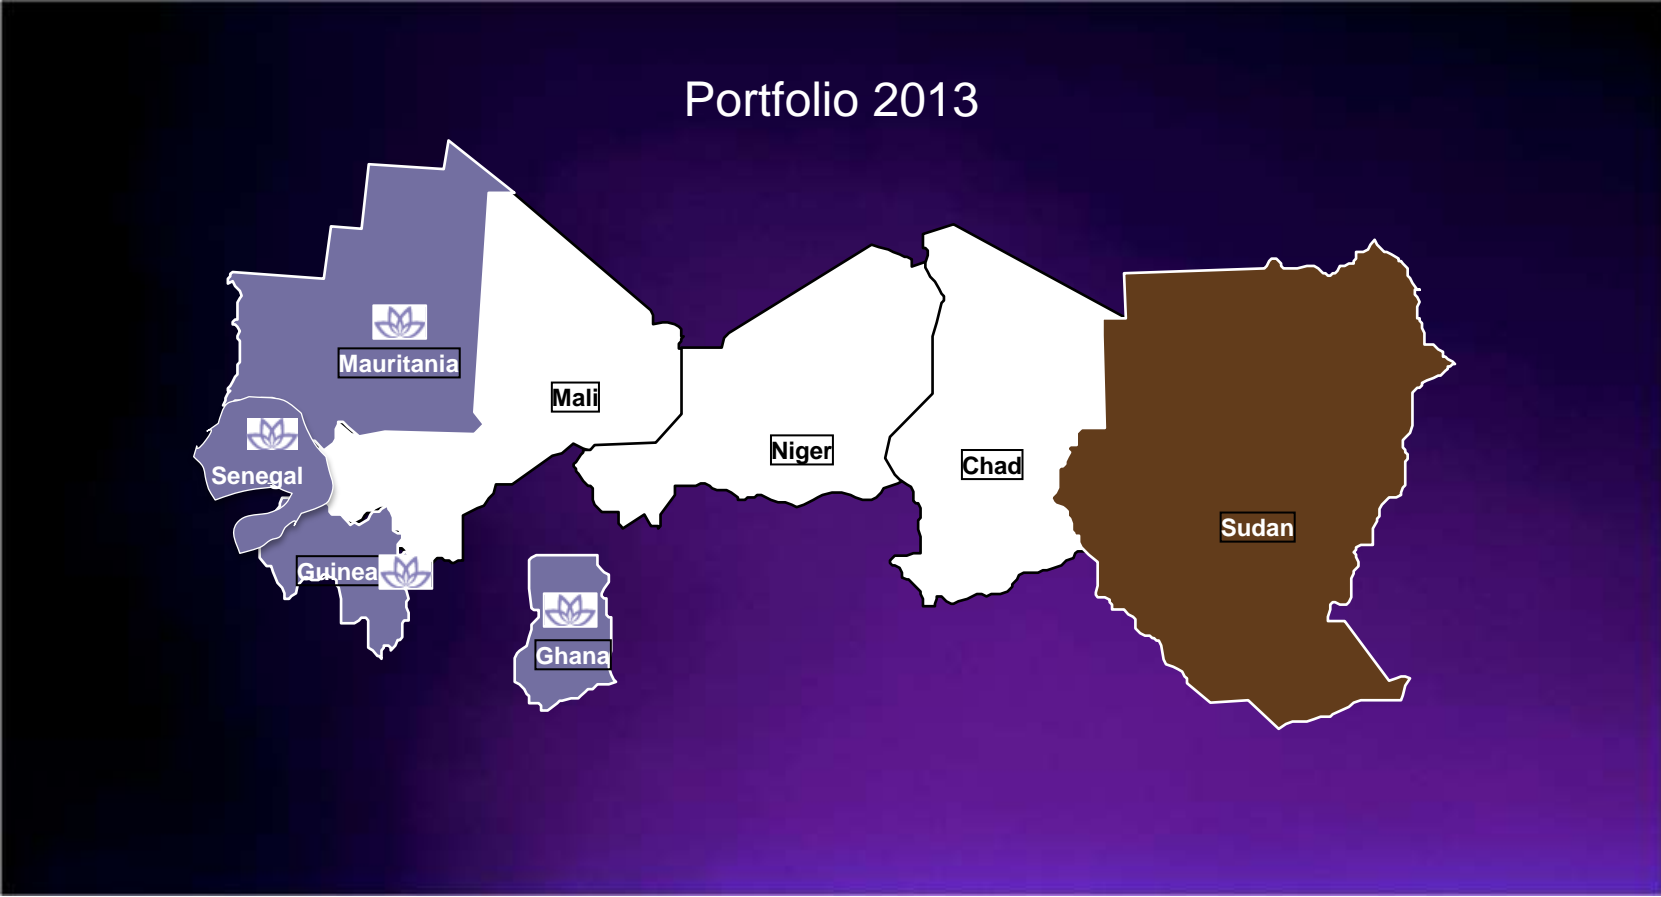 Portfolio 2013
Mauritania
Mali
Niger
Chad
Senegal
Sudan
Guinea
Ghana